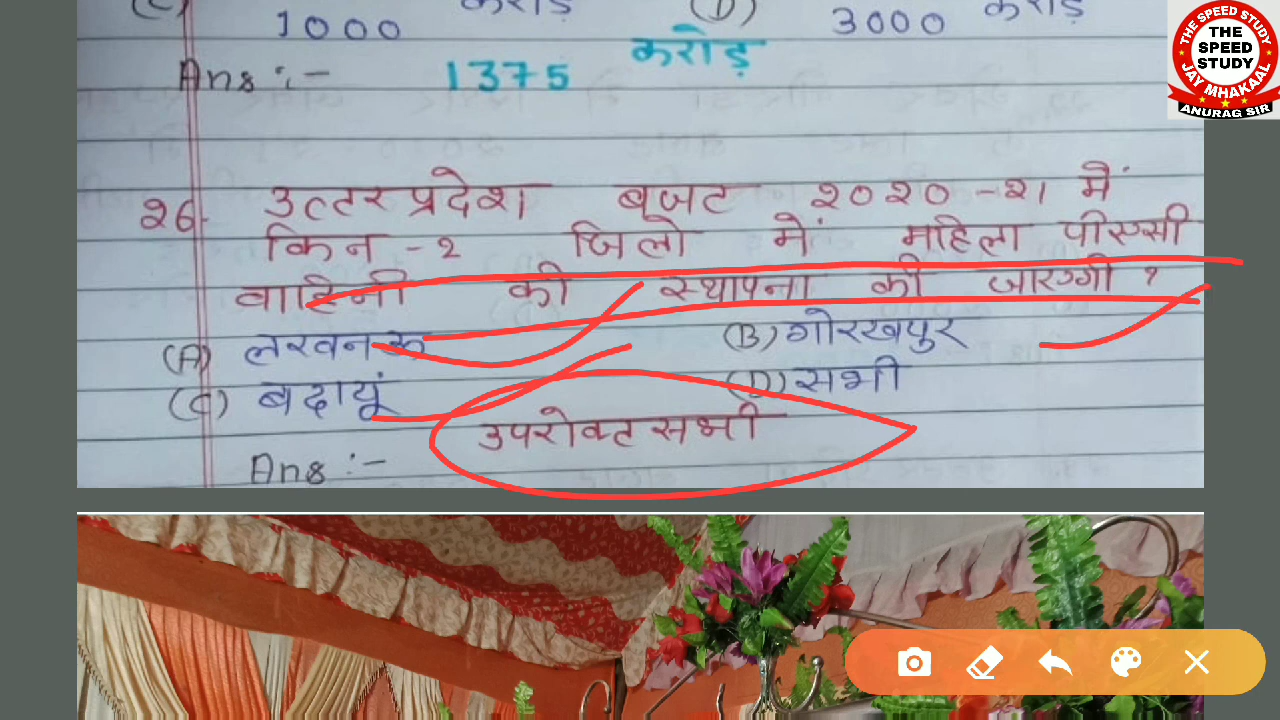 (C) 1000 करोड़ (D) 3000 करोड़
Ans :- 1375 करोड़
THE SPEED STUDY
THE
SPEED
STUDY
JAY MHAKAAL
ANURAG SIR
26. उत्तर प्रदेश बजट 2020-21 में
किन-2 जिलो में महिला पीएसी
वाहिनी की स्थापना की जाएगी ?
(A) लखनऊ (B) गोरखपुर
(C) बदायूं (D) सभी
उपरोक्ट सभी
Ans :-